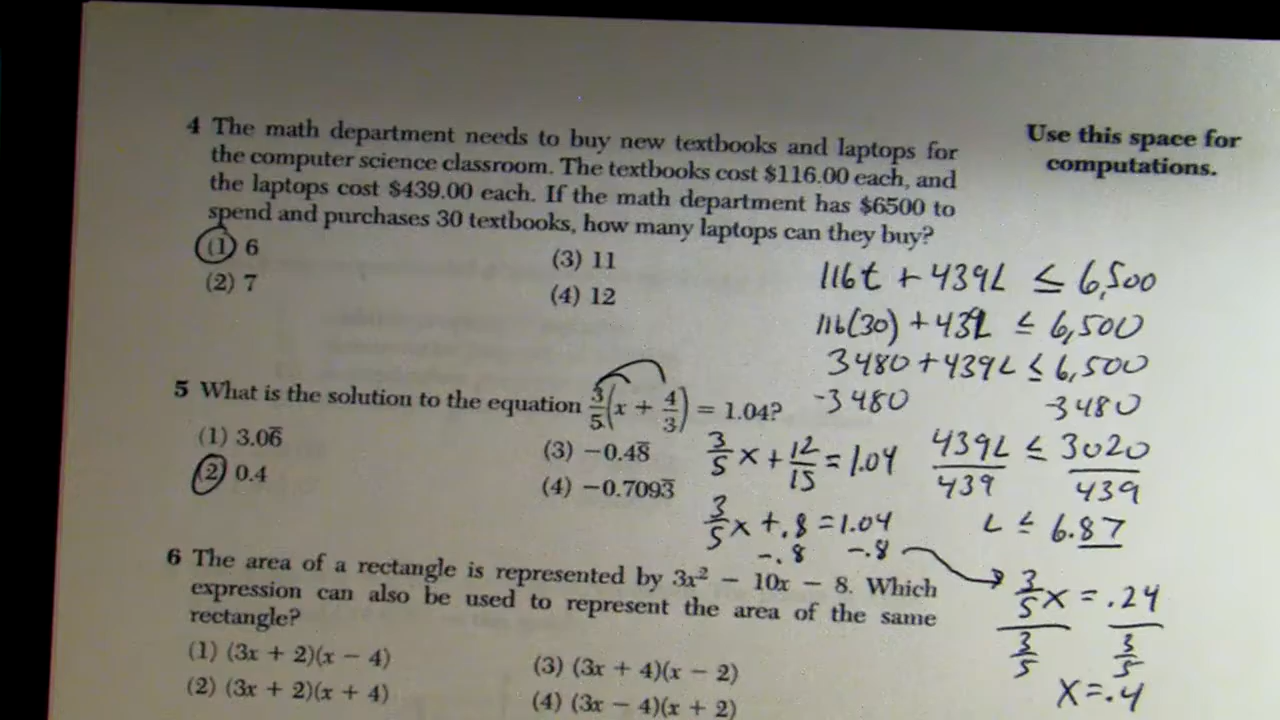 4 The math department needs to buy new textbooks and laptops for
the computer science classroom. The textbooks cost $116.00 each, and
the laptops cost $439.00 each. If the math department has $6500 to
spend and purchases 30 textbooks, how many laptops can they buy?
(1) 6
(3) 11
(2) 7
(4) 12
Use this space for
computations.
116t + 439L ≤ 6,500
116(30) + 439L ≤ 6,500
3480 + 439L ≤ 6,500
-3480 -3480
439L ≤ 3020
439 439
L ≤ 6.87
5 What is the solution to the equation 3/5(x + 4/3) = 1.04?
(1) 3.06̅
(3) −0.48̅
(2) 0.4
(4) −0.7093̅
3/5 x + 12/15 = 1.04
3/5 x + .8 = 1.04
-.8 -.8
3/5 x = .24
3/5 3/5
x = .4
6 The area of a rectangle is represented by 3x² − 10x − 8. Which
expression can also be used to represent the area of the same
rectangle?
(1) (3x + 2)(x − 4)
(3) (3x + 4)(x − 2)
(2) (3x + 2)(x + 4)
(4) (3x − 4)(x + 2)